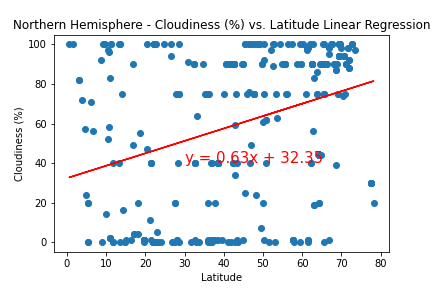 Northern Hemisphere - Cloudiness (%) vs. Latitude Linear Regression
100
80
60
40
20
0
Cloudiness (%)
y = 0.63x + 32.35
0 10 20 30 40 50 60 70 80
Latitude